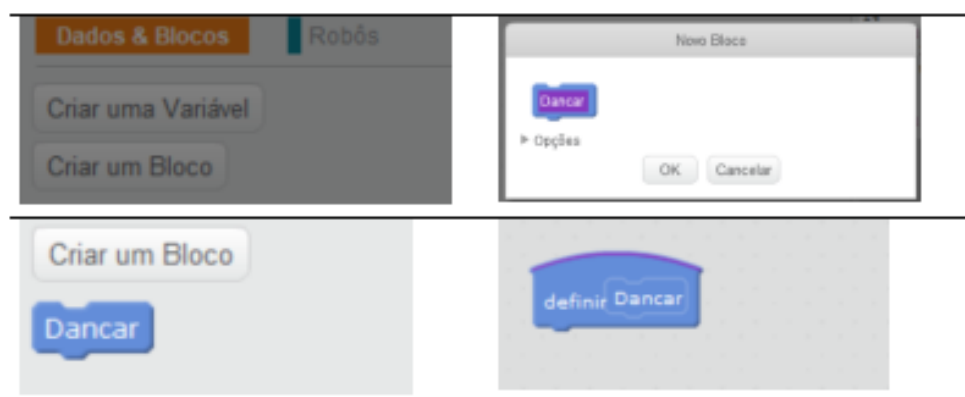 Dados & Blocos
Robôs
Criar uma Variável
Criar um Bloco
Novo Bloco
Dancar
Opções
OK
Cancelar
Criar um Bloco
Dancar
definir Dancar